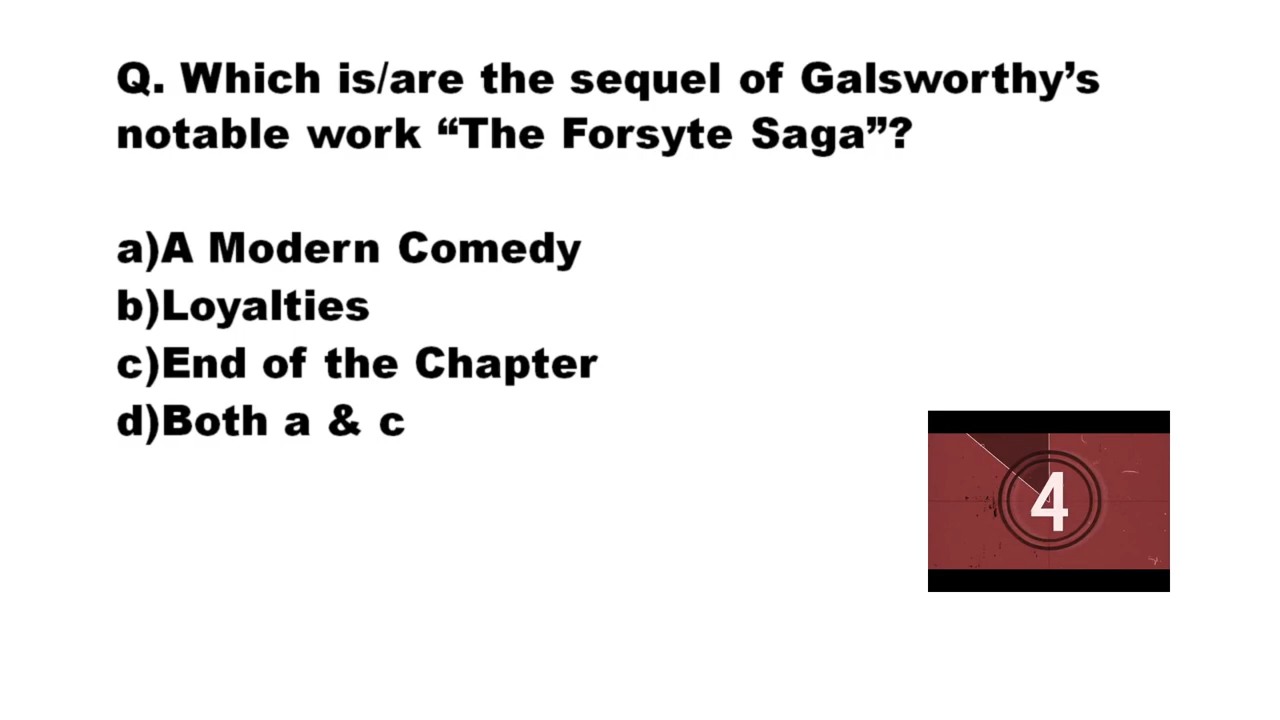 Q. Which is/are the sequel of Galsworthy’s
notable work “The Forsyte Saga”?
a)A Modern Comedy
b)Loyalties
c)End of the Chapter
d)Both a & c
4